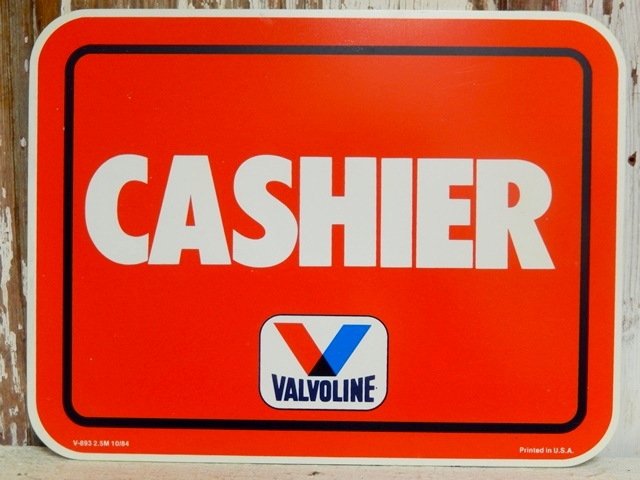 CASHIER
VALVOLINE
V-893 2.5M 10/84
Printed in U.S.A.